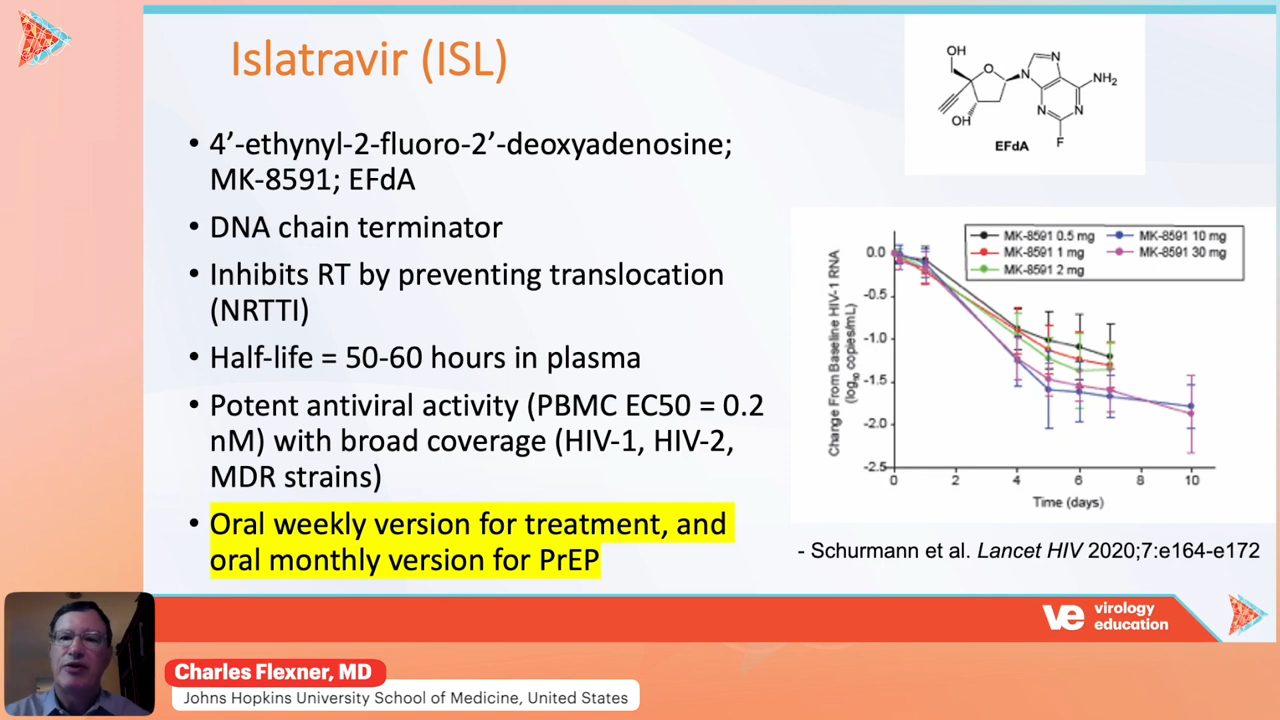 Islatravir (ISL)
• 4’-ethynyl-2-fluoro-2’-deoxyadenosine;
MK-8591; EFdA
• DNA chain terminator
• Inhibits RT by preventing translocation
(NRTTI)
• Half-life = 50-60 hours in plasma
• Potent antiviral activity (PBMC EC50 = 0.2
nM) with broad coverage (HIV-1, HIV-2,
MDR strains)
• Oral weekly version for treatment, and
oral monthly version for PrEP
OH
O
N
N
NH₂
N
N
OH
F
EFdA
MK-8591 0.5 mg
MK-8591 10 mg
MK-8591 1 mg
MK-8591 30 mg
MK-8591 2 mg
Change From Baseline HIV-1 RNA
(log₁₀ copies/mL)
0.0
-0.5
-1.0
-1.5
-2.0
-2.5
0 2 4 6 8 10
Time (days)
- Schurmann et al. Lancet HIV 2020;7:e164-e172
ve virology
education
Charles Flexner, MD
Johns Hopkins University School of Medicine, United States